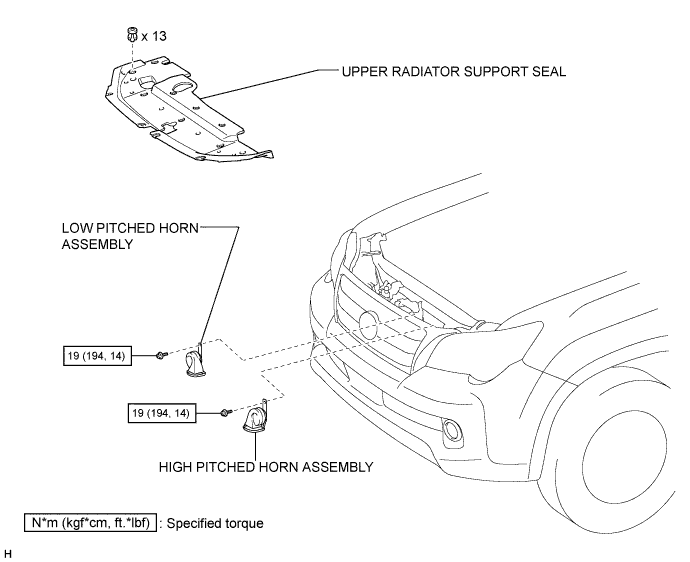 x 13
UPPER RADIATOR SUPPORT SEAL
LOW PITCHED HORN
ASSEMBLY
19 (194, 14)
19 (194, 14)
HIGH PITCHED HORN ASSEMBLY
N*m (kgf*cm, ft.*lbf) : Specified torque
H